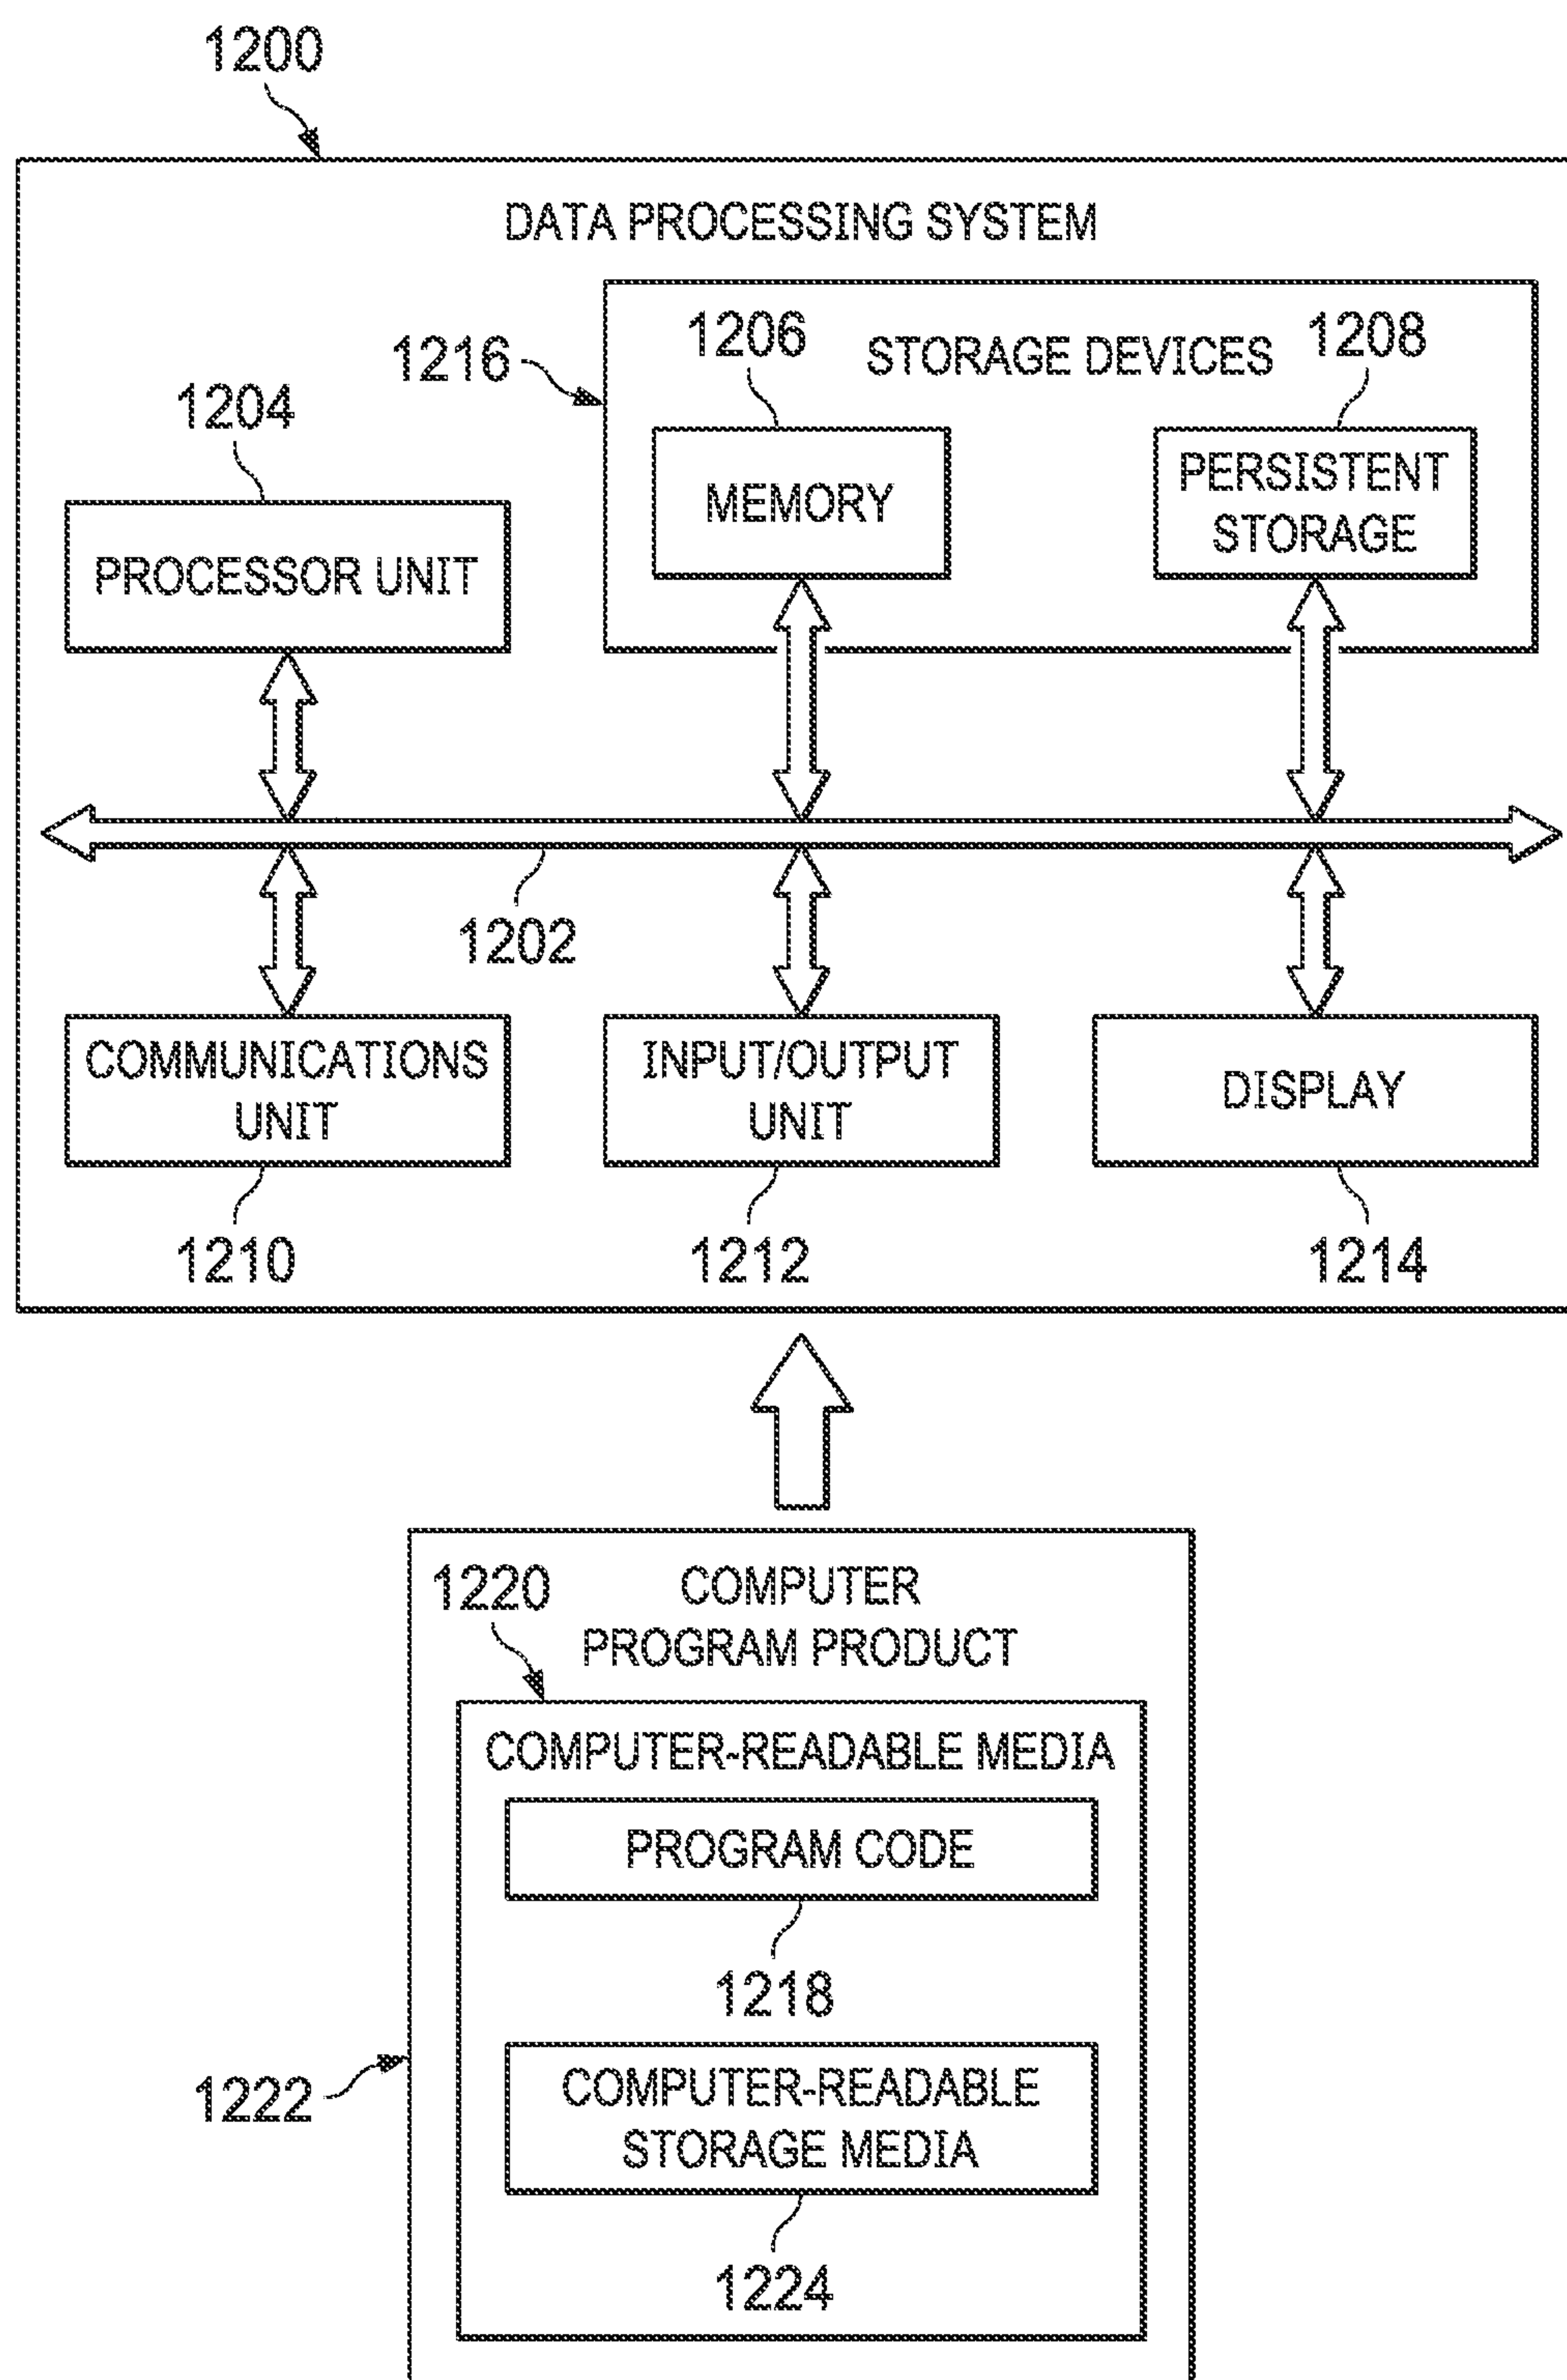 1200
DATA PROCESSING SYSTEM
1216
1206
STORAGE DEVICES
1208
1204
MEMORY
PERSISTENT
STORAGE
PROCESSOR UNIT
1202
COMMUNICATIONS
UNIT
INPUT/OUTPUT
UNIT
DISPLAY
1210
1212
1214
1220
COMPUTER
PROGRAM PRODUCT
COMPUTER-READABLE MEDIA
PROGRAM CODE
1218
1222
COMPUTER-READABLE
STORAGE MEDIA
1224